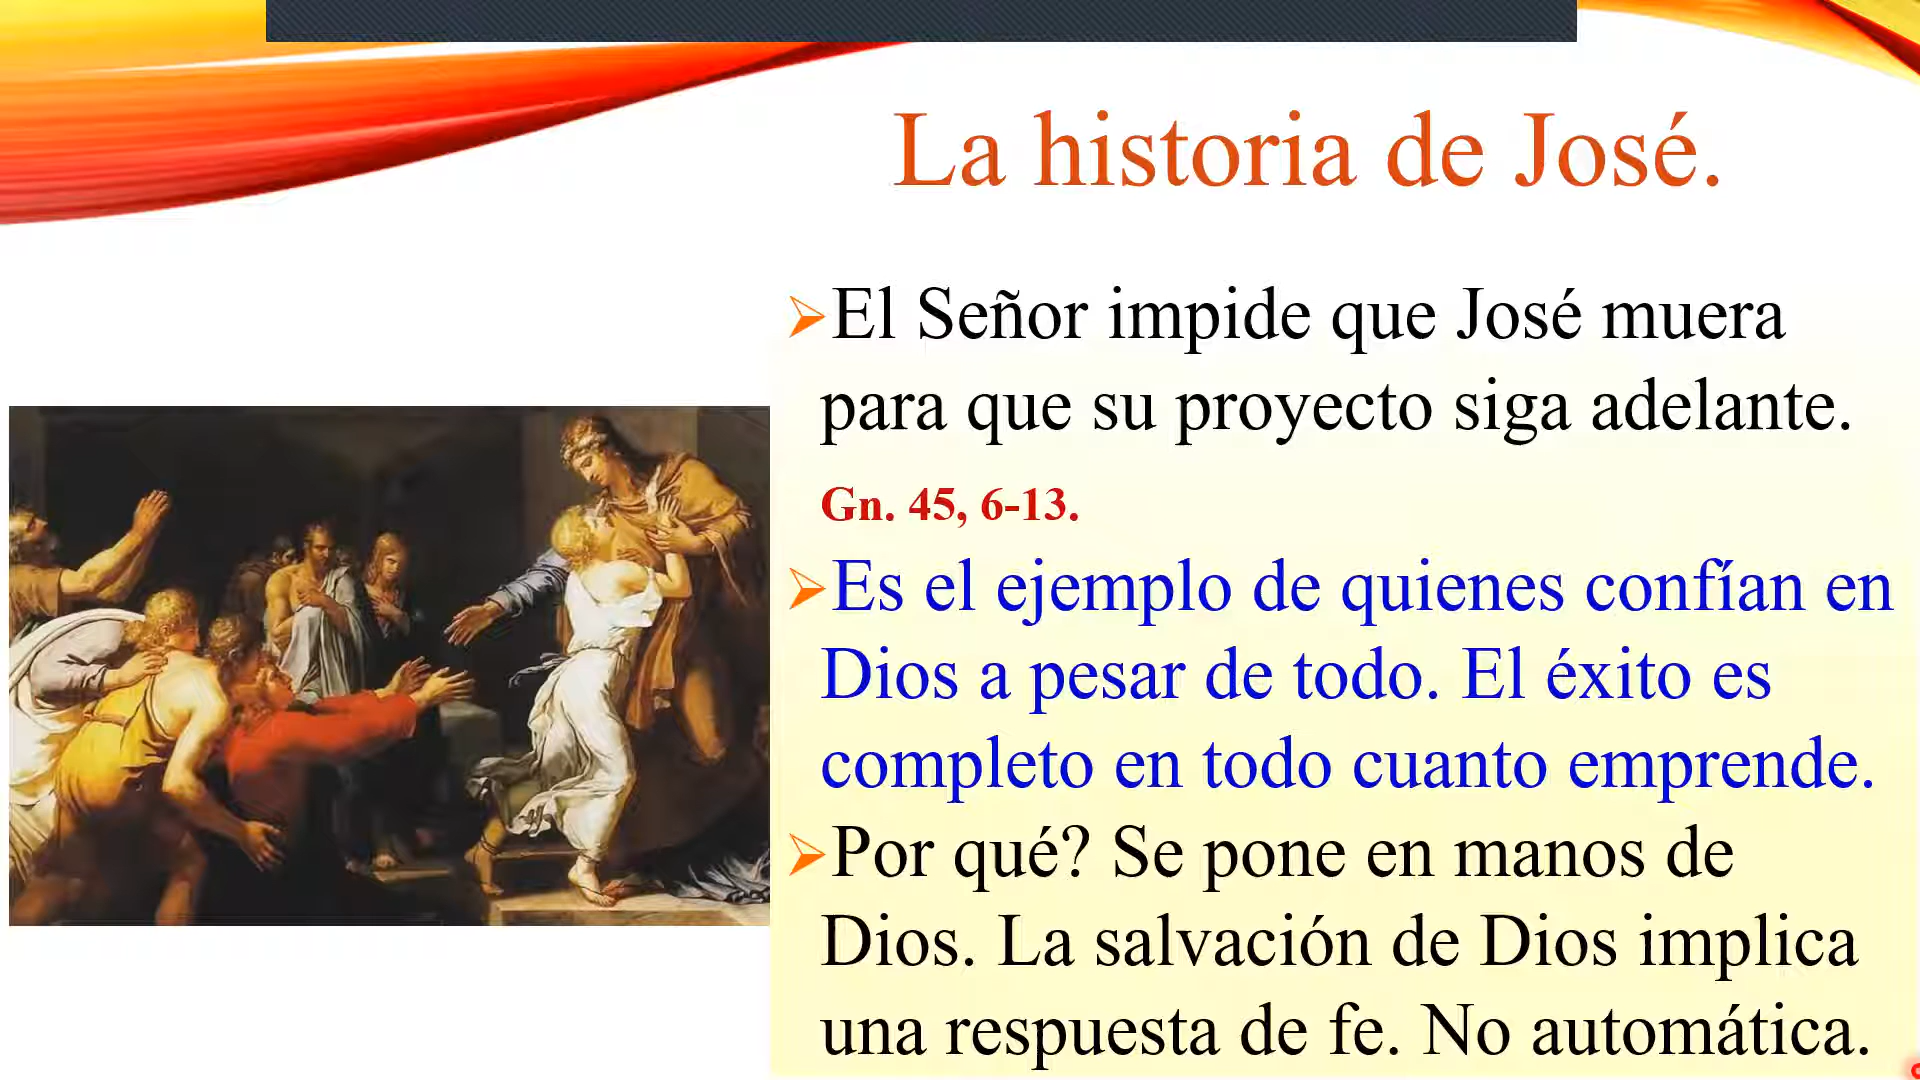 La historia de José.
El Señor impide que José muera
para que su proyecto siga adelante.
Gn. 45, 6-13.
Es el ejemplo de quienes confían en
Dios a pesar de todo. El éxito es
completo en todo cuanto emprende.
Por qué? Se pone en manos de
Dios. La salvación de Dios implica
una respuesta de fe. No automática.